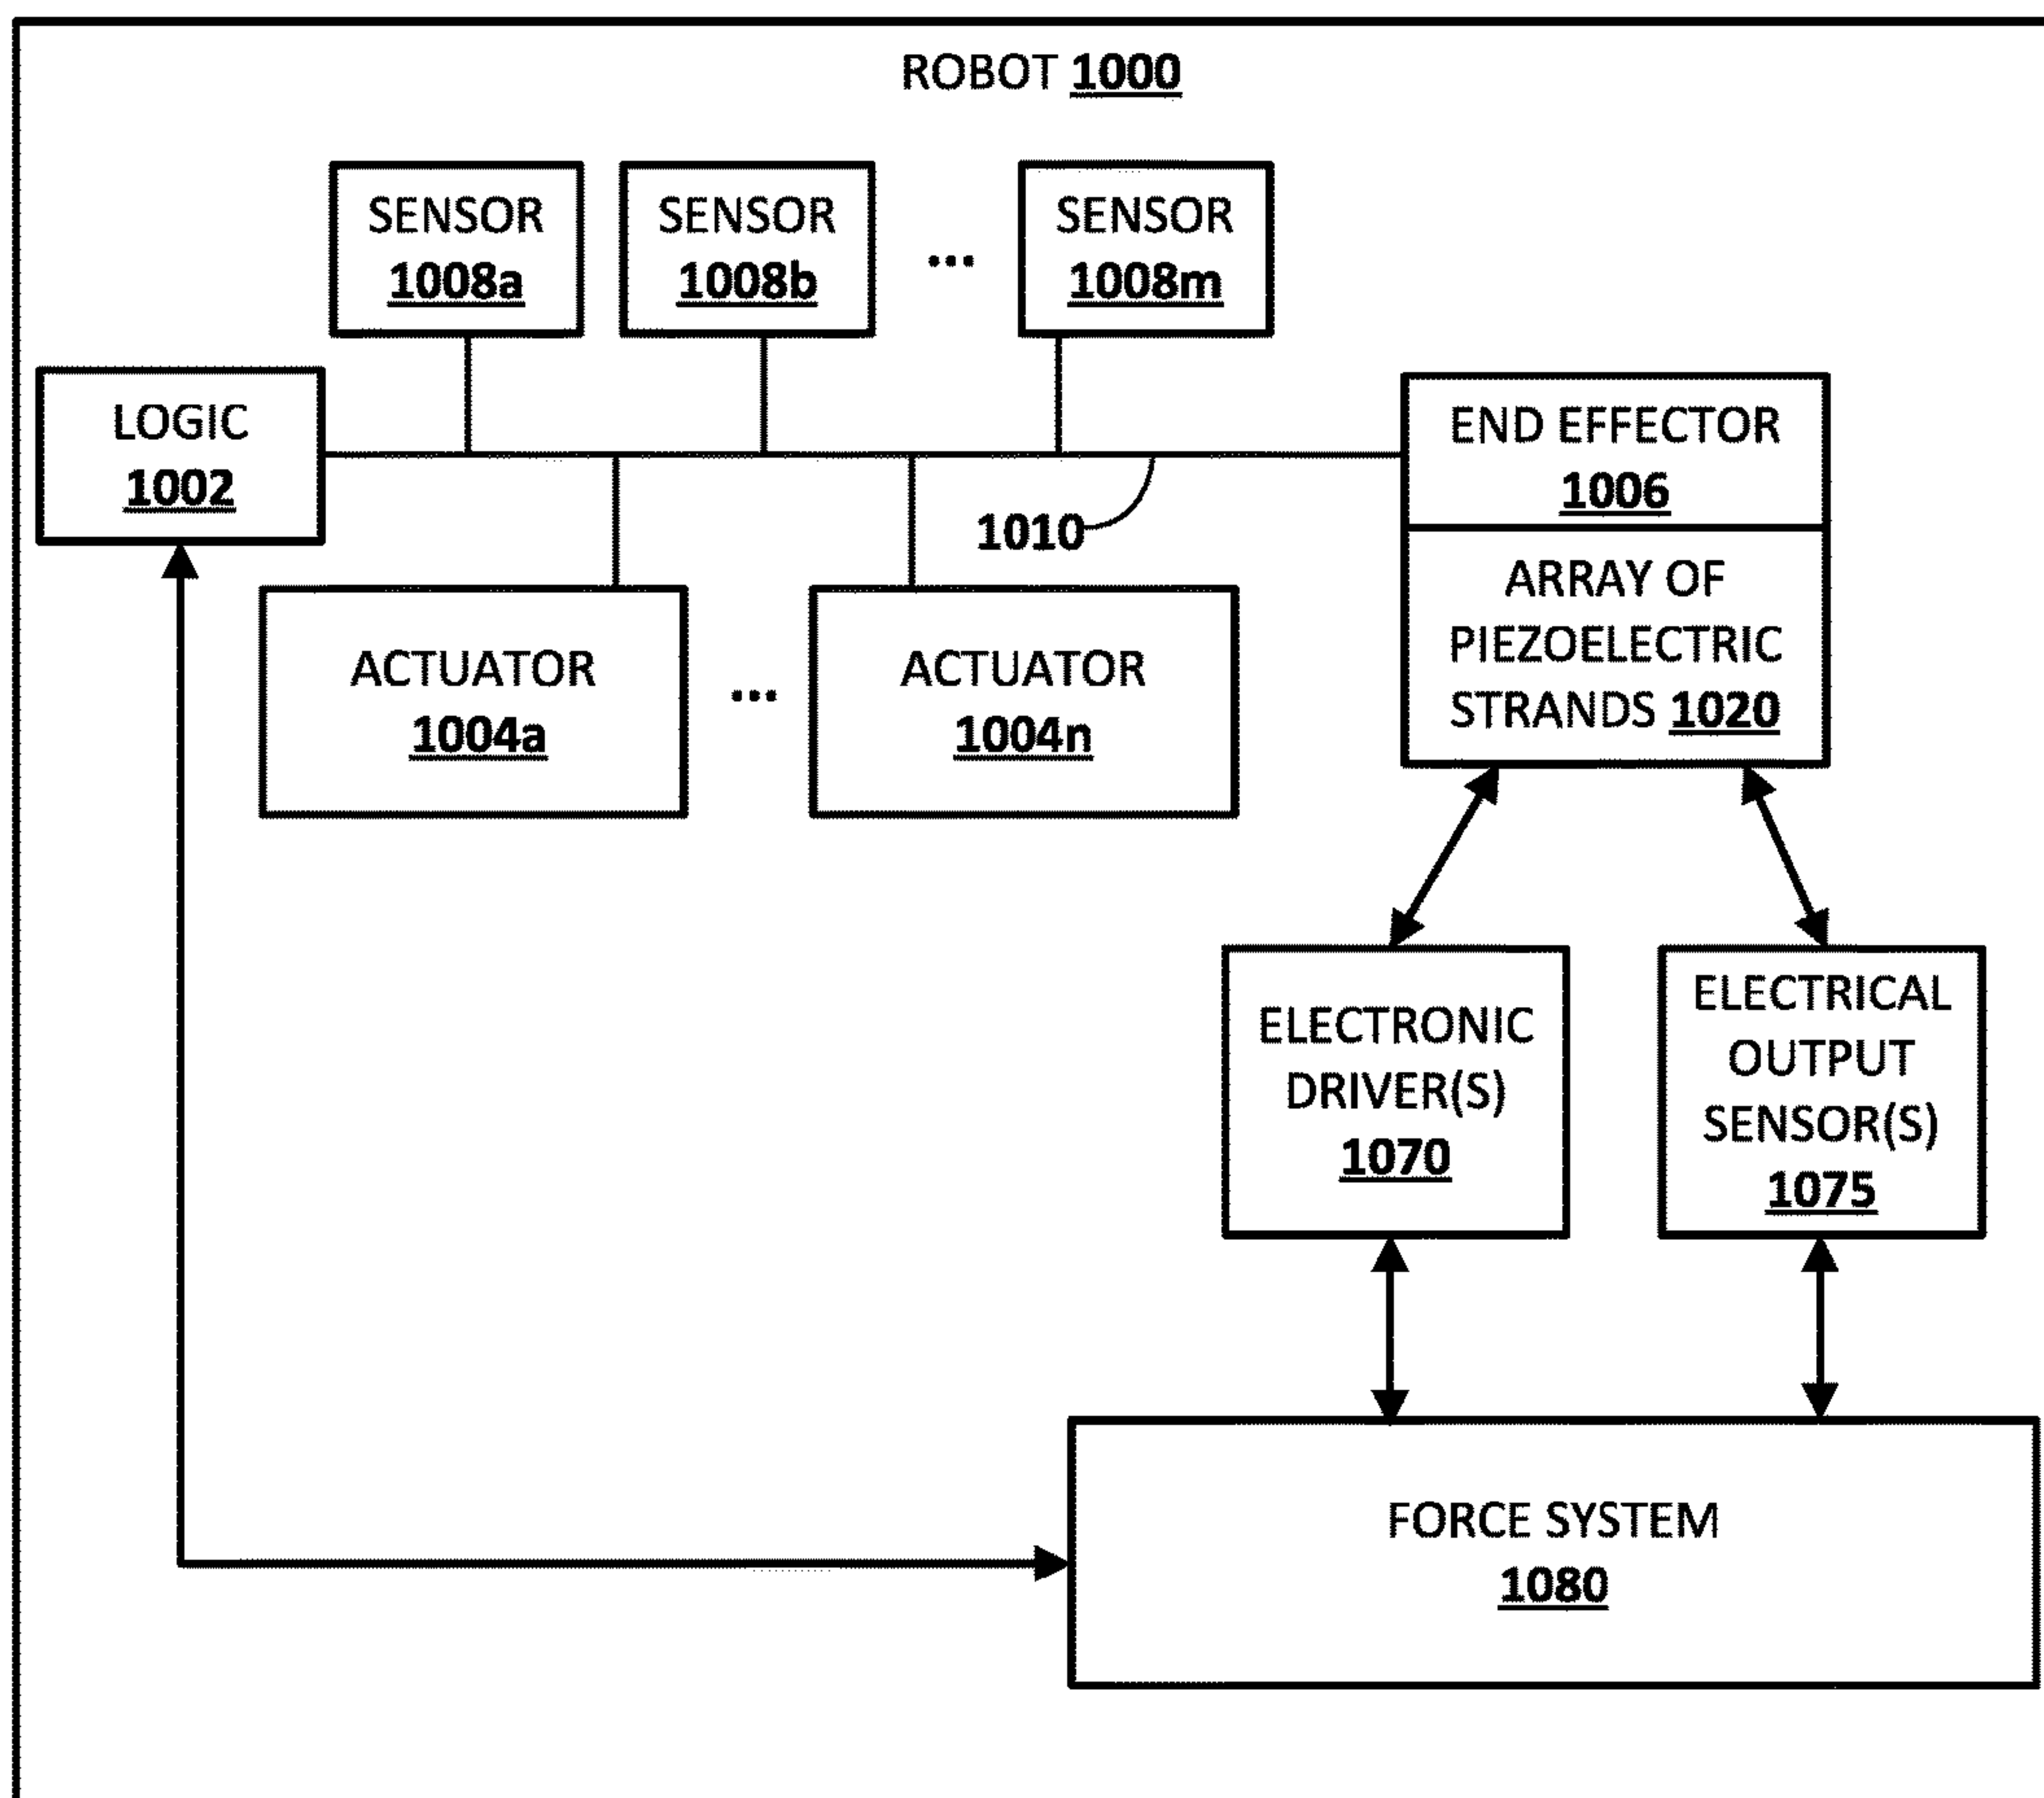 ROBOT 1000
SENSOR
1008a
SENSOR
1008b
...
SENSOR
1008m
LOGIC
1002
END EFFECTOR
1006
1010
ARRAY OF
PIEZOELECTRIC
STRANDS 1020
ACTUATOR
1004a
...
ACTUATOR
1004n
ELECTRONIC
DRIVER(S)
1070
ELECTRICAL
OUTPUT
SENSOR(S)
1075
FORCE SYSTEM
1080